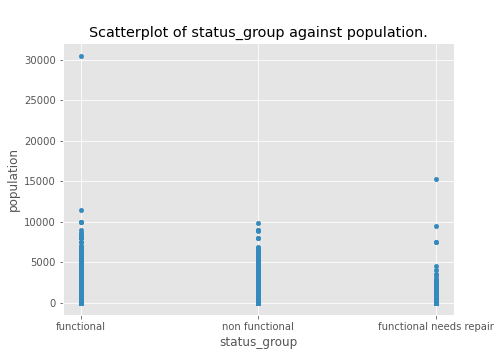 Scatterplot of status_group against population.
30000
25000
20000
15000
10000
5000
0
population
functional
non functional
functional needs repair
status_group